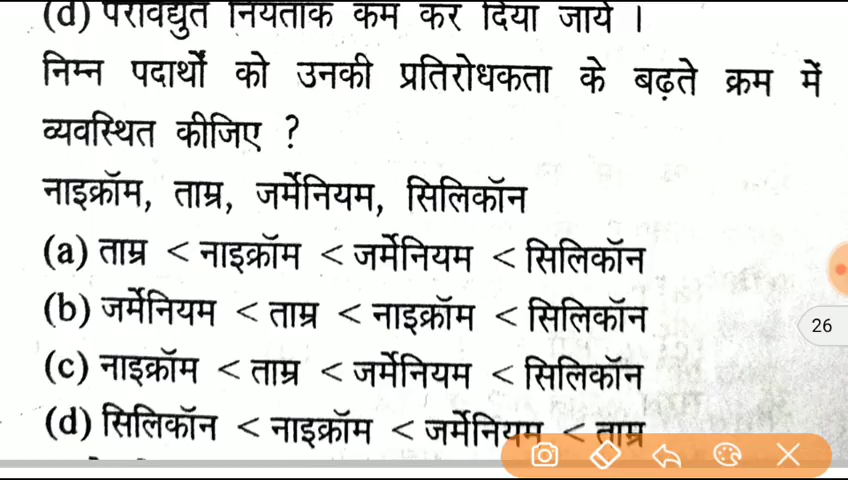 (d) परावैद्युत नियतांक कम कर दिया जाये ।
निम्न पदार्थों को उनकी प्रतिरोधकता के बढ़ते क्रम में
व्यवस्थित कीजिए ?
नाइक्रॉम, ताम्र, जर्मेनियम, सिलिकॉन
(a) ताम्र < नाइक्रॉम < जर्मेनियम < सिलिकॉन
(b) जर्मेनियम < ताम्र < नाइक्रॉम < सिलिकॉन
26
(c) नाइक्रॉम < ताम्र < जर्मेनियम < सिलिकॉन
(d) सिलिकॉन < नाइक्रॉम < जर्मेनियम < ताम्र